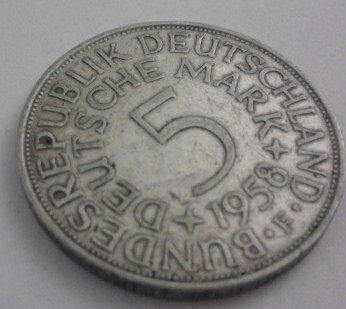 BUNDESREPUBLIK DEUTSCHLAND · F ·
DEUTSCHE MARK
5
+ 1958 +